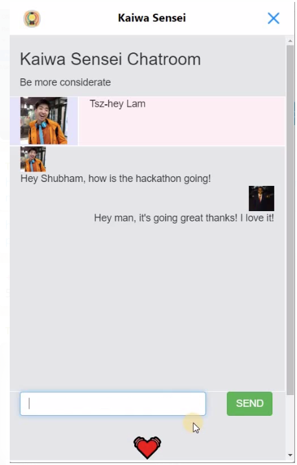 Kaiwa Sensei
Kaiwa Sensei Chatroom
Be more considerate
Tsz-hey Lam
Hey Shubham, how is the hackathon going!
Hey man, it's going great thanks! I love it!
SEND